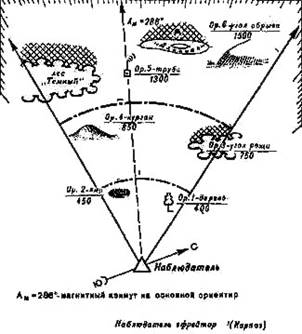 Aм=286°
Ор. 6-угол обрыва
1500
лес
"Темный"
Ор. 5-труба
1300
Ор. 4-курган
850
Ор. 3-угол рощи
750
Ор. 2-яма
450
Ор. 1-дерево
400
С
Ю
Наблюдатель
Ам=286°-магнитный азимут на основной ориентир
Наблюдатель ефрейтор